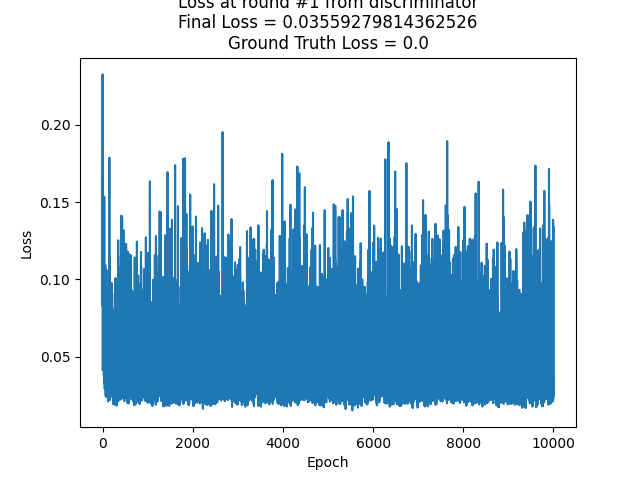 Loss at round #1 from discriminator
Final Loss = 0.03559279814362526
Ground Truth Loss = 0.0
0.20
0.15
0.10
0.05
Loss
0
2000
4000
6000
8000
10000
Epoch